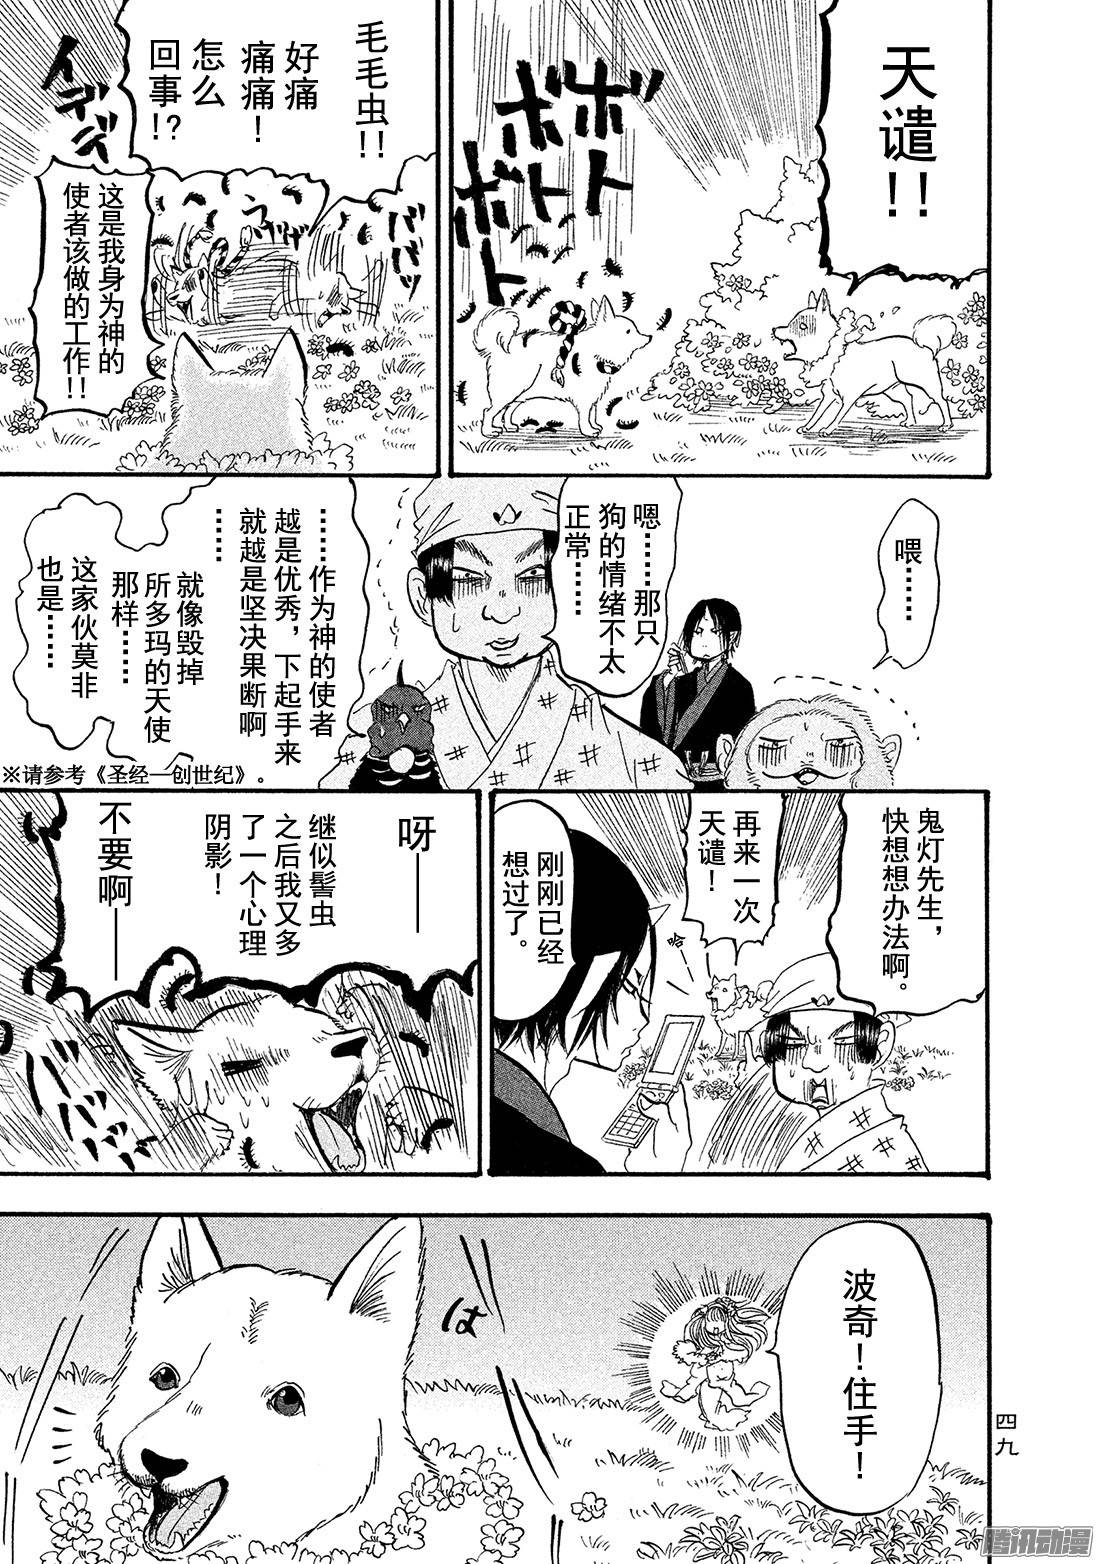 天谴!!
ボボト
ボトト
毛毛虫!!
好痛
痛痛!
怎么
回事!?
イデデ
バババッ
这是我身为神的
使者该做的工作!!
喂……
嗯……那只
狗的情绪不太
正常……
……作为神的使者
越是优秀，下起手来
就越是坚决果断啊
……
就像毁掉
所多玛的天使
那样……
这家伙莫非
也是……
※请参考《圣经—创世纪》。
鬼灯先生，
快想想办法啊。
再来一次
天谴!
哈
刚刚已经
想过了。
呀——
继似髻虫
之后我又多
了一个心理
阴影!
不要啊——
波奇!住手!
は
四九
腾讯动漫